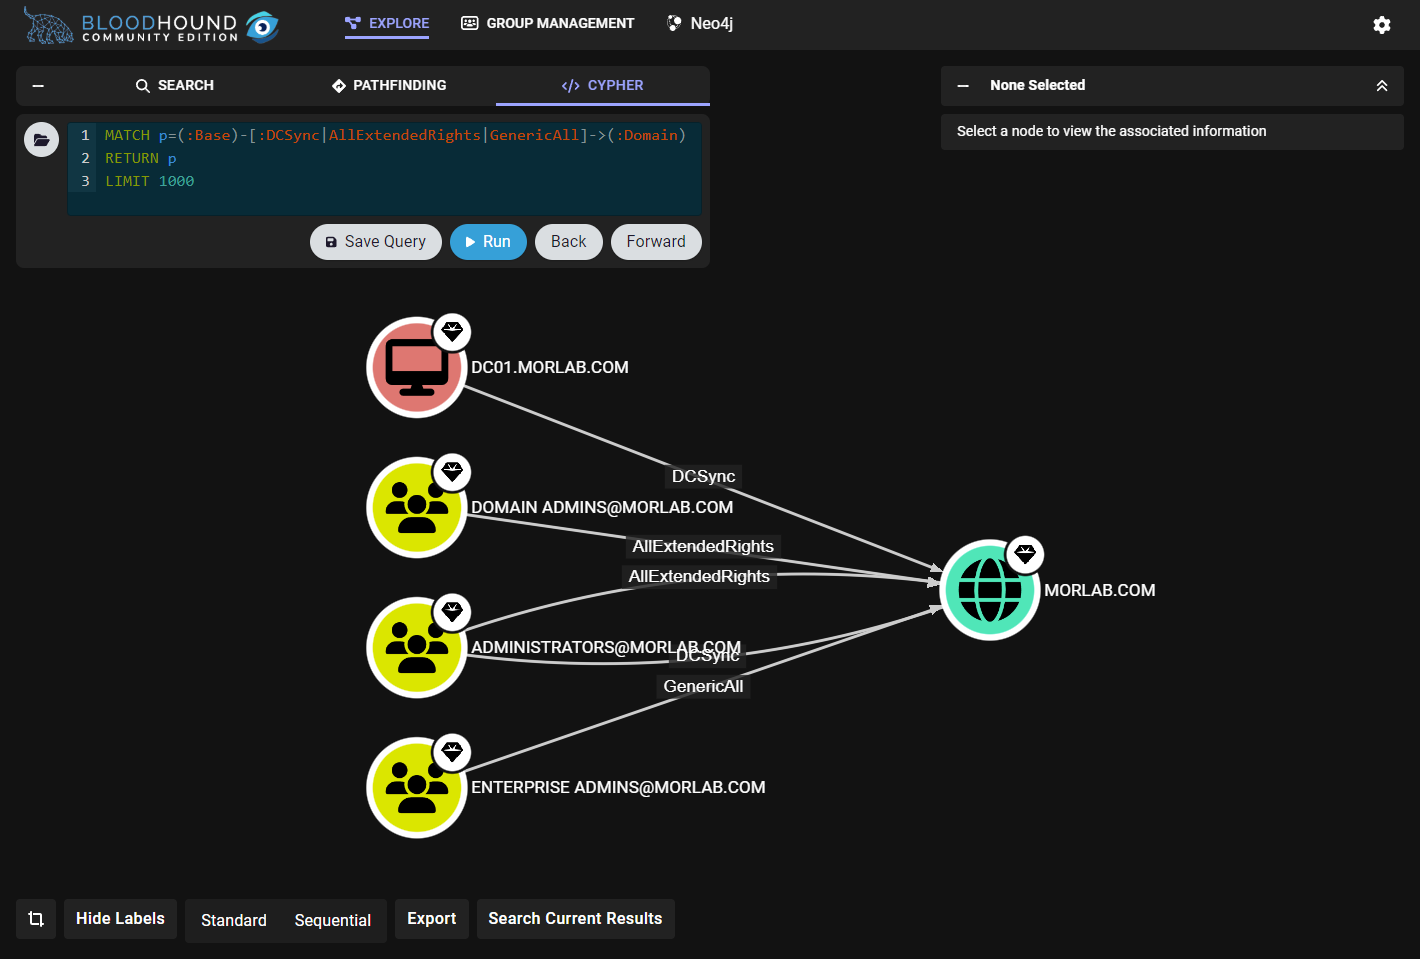 BLOODHOUND
COMMUNITY EDITION
EXPLORE
GROUP MANAGEMENT
Neo4j
SEARCH
PATHFINDING
</> CYPHER
None Selected
Select a node to view the associated information
1 MATCH p=(:Base)-[:DCSync|AllExtendedRights|GenericAll]->(:Domain)
2 RETURN p
3 LIMIT 1000
Save Query
Run
Back
Forward
DC01.MORLAB.COM
DCSync
DOMAIN ADMINS@MORLAB.COM
AllExtendedRights
AllExtendedRights
MORLAB.COM
ADMINISTRATORS@MORLAB.COM
DCSync
GenericAll
ENTERPRISE ADMINS@MORLAB.COM
Hide Labels
Standard
Sequential
Export
Search Current Results